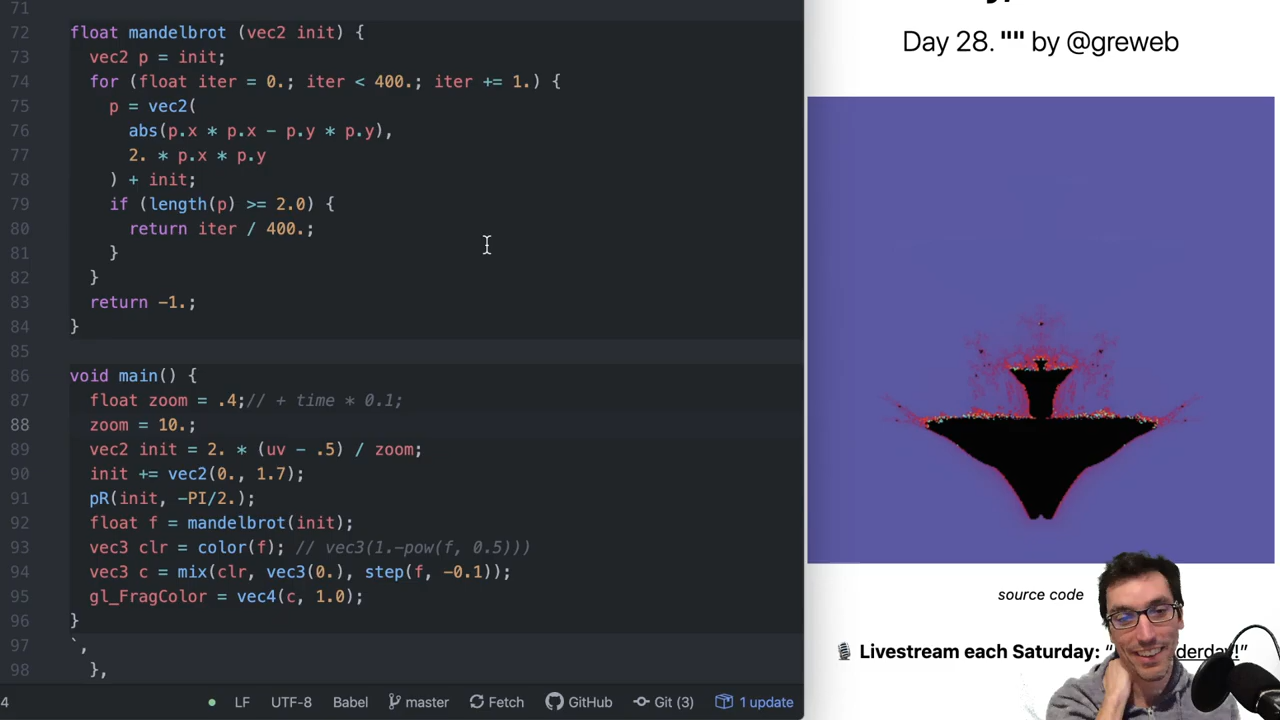 71
72 float mandelbrot (vec2 init) {
73 vec2 p = init;
74 for (float iter = 0.; iter < 400.; iter += 1.) {
75 p = vec2(
76 abs(p.x * p.x - p.y * p.y),
77 2. * p.x * p.y
78 ) + init;
79 if (length(p) >= 2.0) {
80 return iter / 400.;
81 }
82 }
83 return -1.;
84 }
85
86 void main() {
87 float zoom = .4;// + time * 0.1;
88 zoom = 10.;
89 vec2 init = 2. * (uv - .5) / zoom;
90 init += vec2(0., 1.7);
91 pR(init, -PI/2.);
92 float f = mandelbrot(init);
93 vec3 clr = color(f); // vec3(1.-pow(f, 0.5)))
94 vec3 c = mix(clr, vec3(0.), step(f, -0.1));
95 gl_FragColor = vec4(c, 1.0);
96 }
97 `,
98 },
4 LF UTF-8 Babel master Fetch GitHub Git (3) 1 update
Day 28. "" by @greweb
source code
Livestream each Saturday: "
derday!"